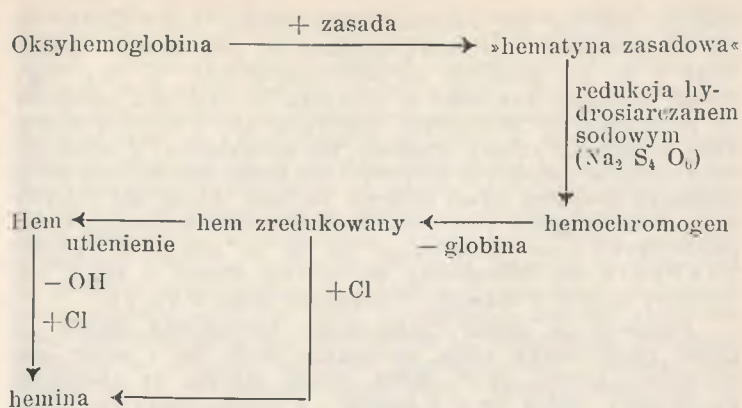 + zasada
Oksyhemoglobina »hematyna zasadowa«
redukcja hy-
drosiarczanem
sodowym
(Na₂ S₄ O₆)
Hem hem zredukowany hemochromogen
utlenienie — globina
— OH
+Cl
+Cl
hemina